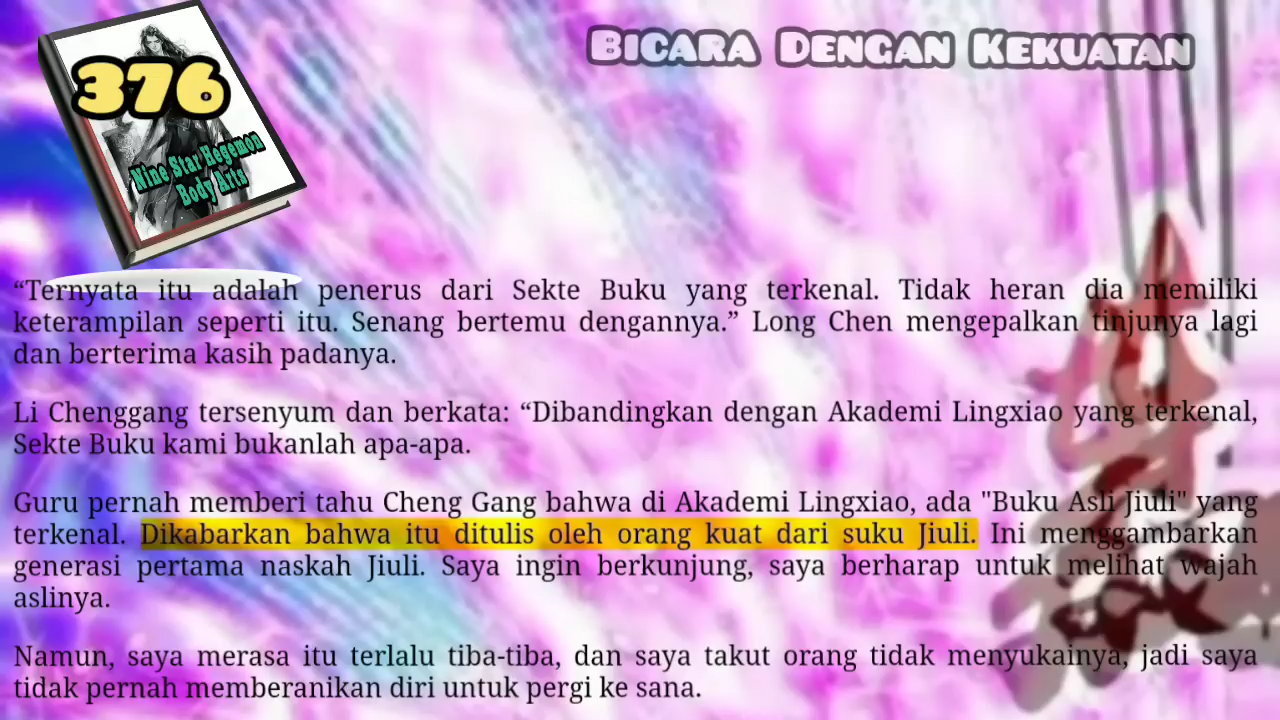 376
Nine Star Hegemon
Body Arts
Bicara Dengan Kekuatan
“Ternyata itu adalah penerus dari Sekte Buku yang terkenal. Tidak heran dia memiliki
keterampilan seperti itu. Senang bertemu dengannya.” Long Chen mengepalkan tinjunya lagi
dan berterima kasih padanya.
Li Chenggang tersenyum dan berkata: “Dibandingkan dengan Akademi Lingxiao yang terkenal,
Sekte Buku kami bukanlah apa-apa.
Guru pernah memberi tahu Cheng Gang bahwa di Akademi Lingxiao, ada "Buku Asli Jiuli" yang
terkenal. Dikabarkan bahwa itu ditulis oleh orang kuat dari suku Jiuli. Ini menggambarkan
generasi pertama naskah Jiuli. Saya ingin berkunjung, saya berharap untuk melihat wajah
aslinya.
Namun, saya merasa itu terlalu tiba-tiba, dan saya takut orang tidak menyukainya, jadi saya
tidak pernah memberanikan diri untuk pergi ke sana.